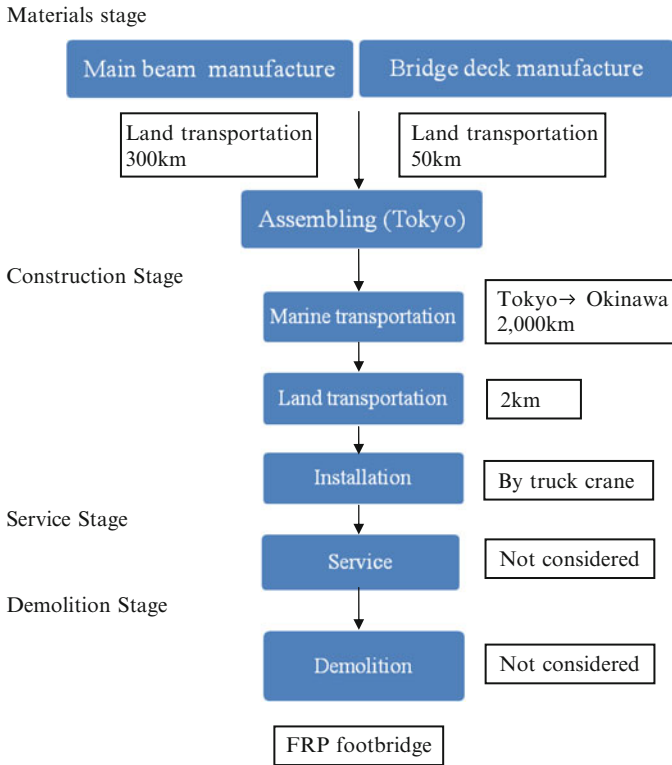 Materials stage
Main beam manufacture
Bridge deck manufacture
Land transportation
300km
Land transportation
50km
Assembling (Tokyo)
Construction Stage
Marine transportation
Tokyo→ Okinawa
2,000km
Land transportation
2km
Installation
By truck crane
Service Stage
Service
Not considered
Demolition Stage
Demolition
Not considered
FRP footbridge